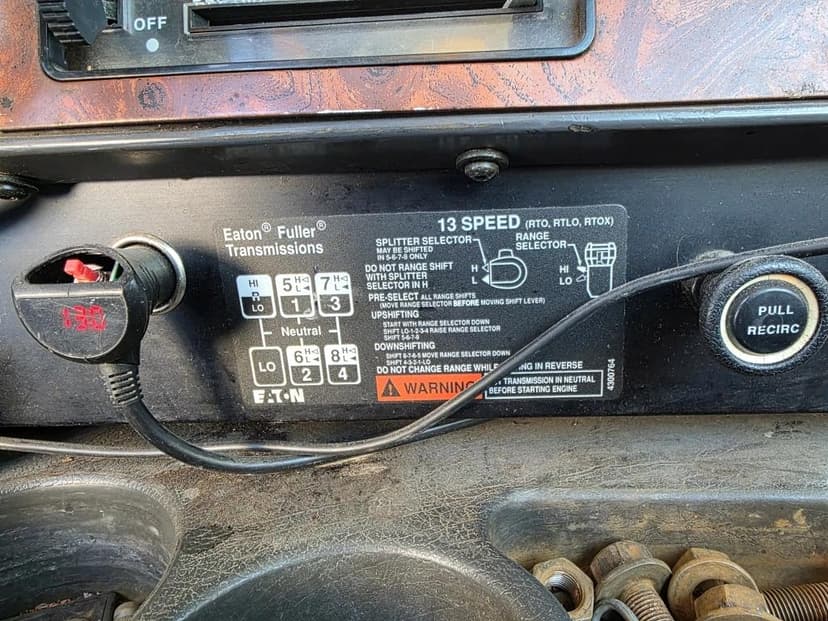 OFF
Eaton® Fuller®
Transmissions
HI
R
LO
5 H
L
1
7 H
L
3
Neutral
LO
6 H
L
2
8 H
L
4
EATON
13 SPEED (RTO, RTLO, RTOX)
SPLITTER SELECTOR
MAY BE SHIFTED
IN 5-6-7-8 ONLY
H
L
RANGE
SELECTOR
HI
LO
DO NOT RANGE SHIFT
WITH SPLITTER
SELECTOR IN H
PRE-SELECT ALL RANGE SHIFTS
(MOVE RANGE SELECTOR BEFORE MOVING SHIFT LEVER)
UPSHIFTING
START WITH RANGE SELECTOR DOWN
SHIFT LO-1-2-3-4 RAISE RANGE SELECTOR
SHIFT 5-6-7-8
DOWNSHIFTING
SHIFT 8-7-6-5 MOVE RANGE SELECTOR DOWN
SHIFT 4-3-2-1-LO
DO NOT CHANGE RANGE WHILE IN REVERSE
WARNING
TRANSMISSION IN NEUTRAL
BEFORE STARTING ENGINE
4300764
PULL
RECIRC